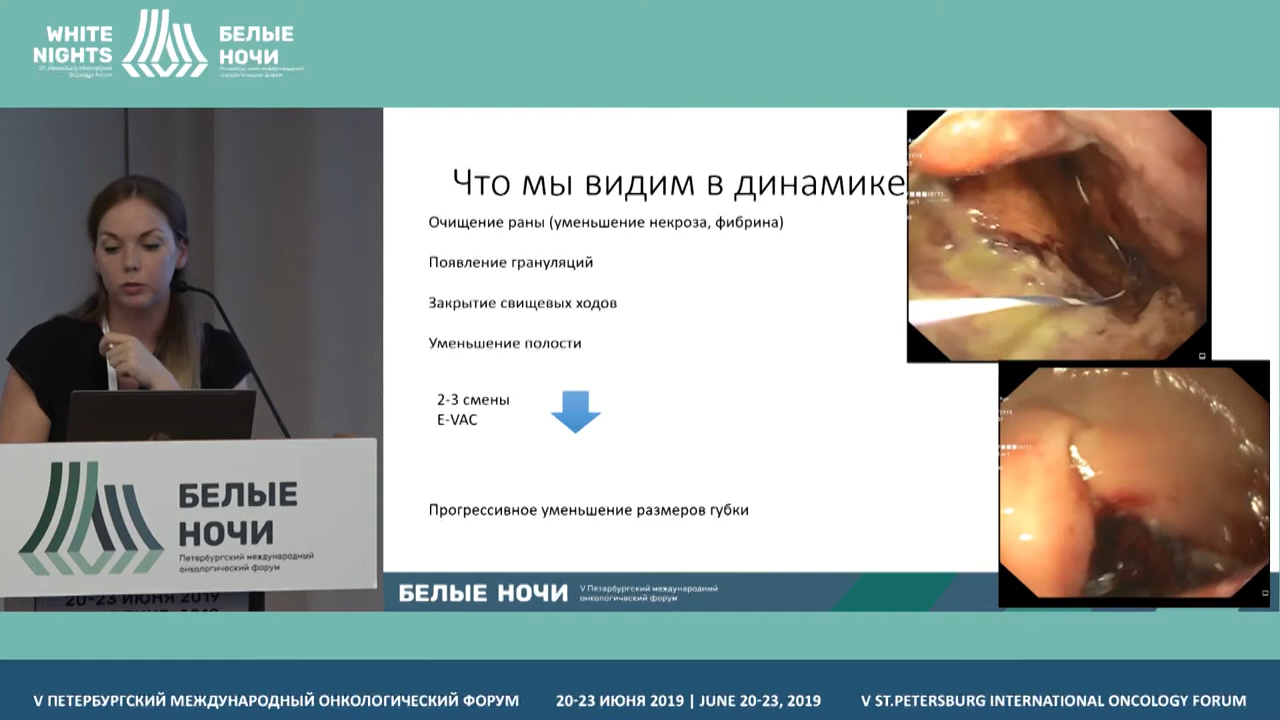 WHITE
NIGHTS
БЕЛЫЕ
НОЧИ
Что мы видим в динамике
Очищение раны (уменьшение некроза, фибрина)
Появление грануляций
Закрытие свищевых ходов
Уменьшение полости
2-3 смены
E-VAC
Прогрессивное уменьшение размеров губки
БЕЛЫЕ НОЧИ
V Петербургский международный
онкологический форум
БЕЛЫЕ
НОЧИ
Петербургский международный
онкологический форум
20-23 ИЮНЯ 2019
V ПЕТЕРБУРГСКИЙ МЕЖДУНАРОДНЫЙ ОНКОЛОГИЧЕСКИЙ ФОРУМ 20-23 ИЮНЯ 2019 | JUNE 20-23, 2019 V ST.PETERSBURG INTERNATIONAL ONCOLOGY FORUM